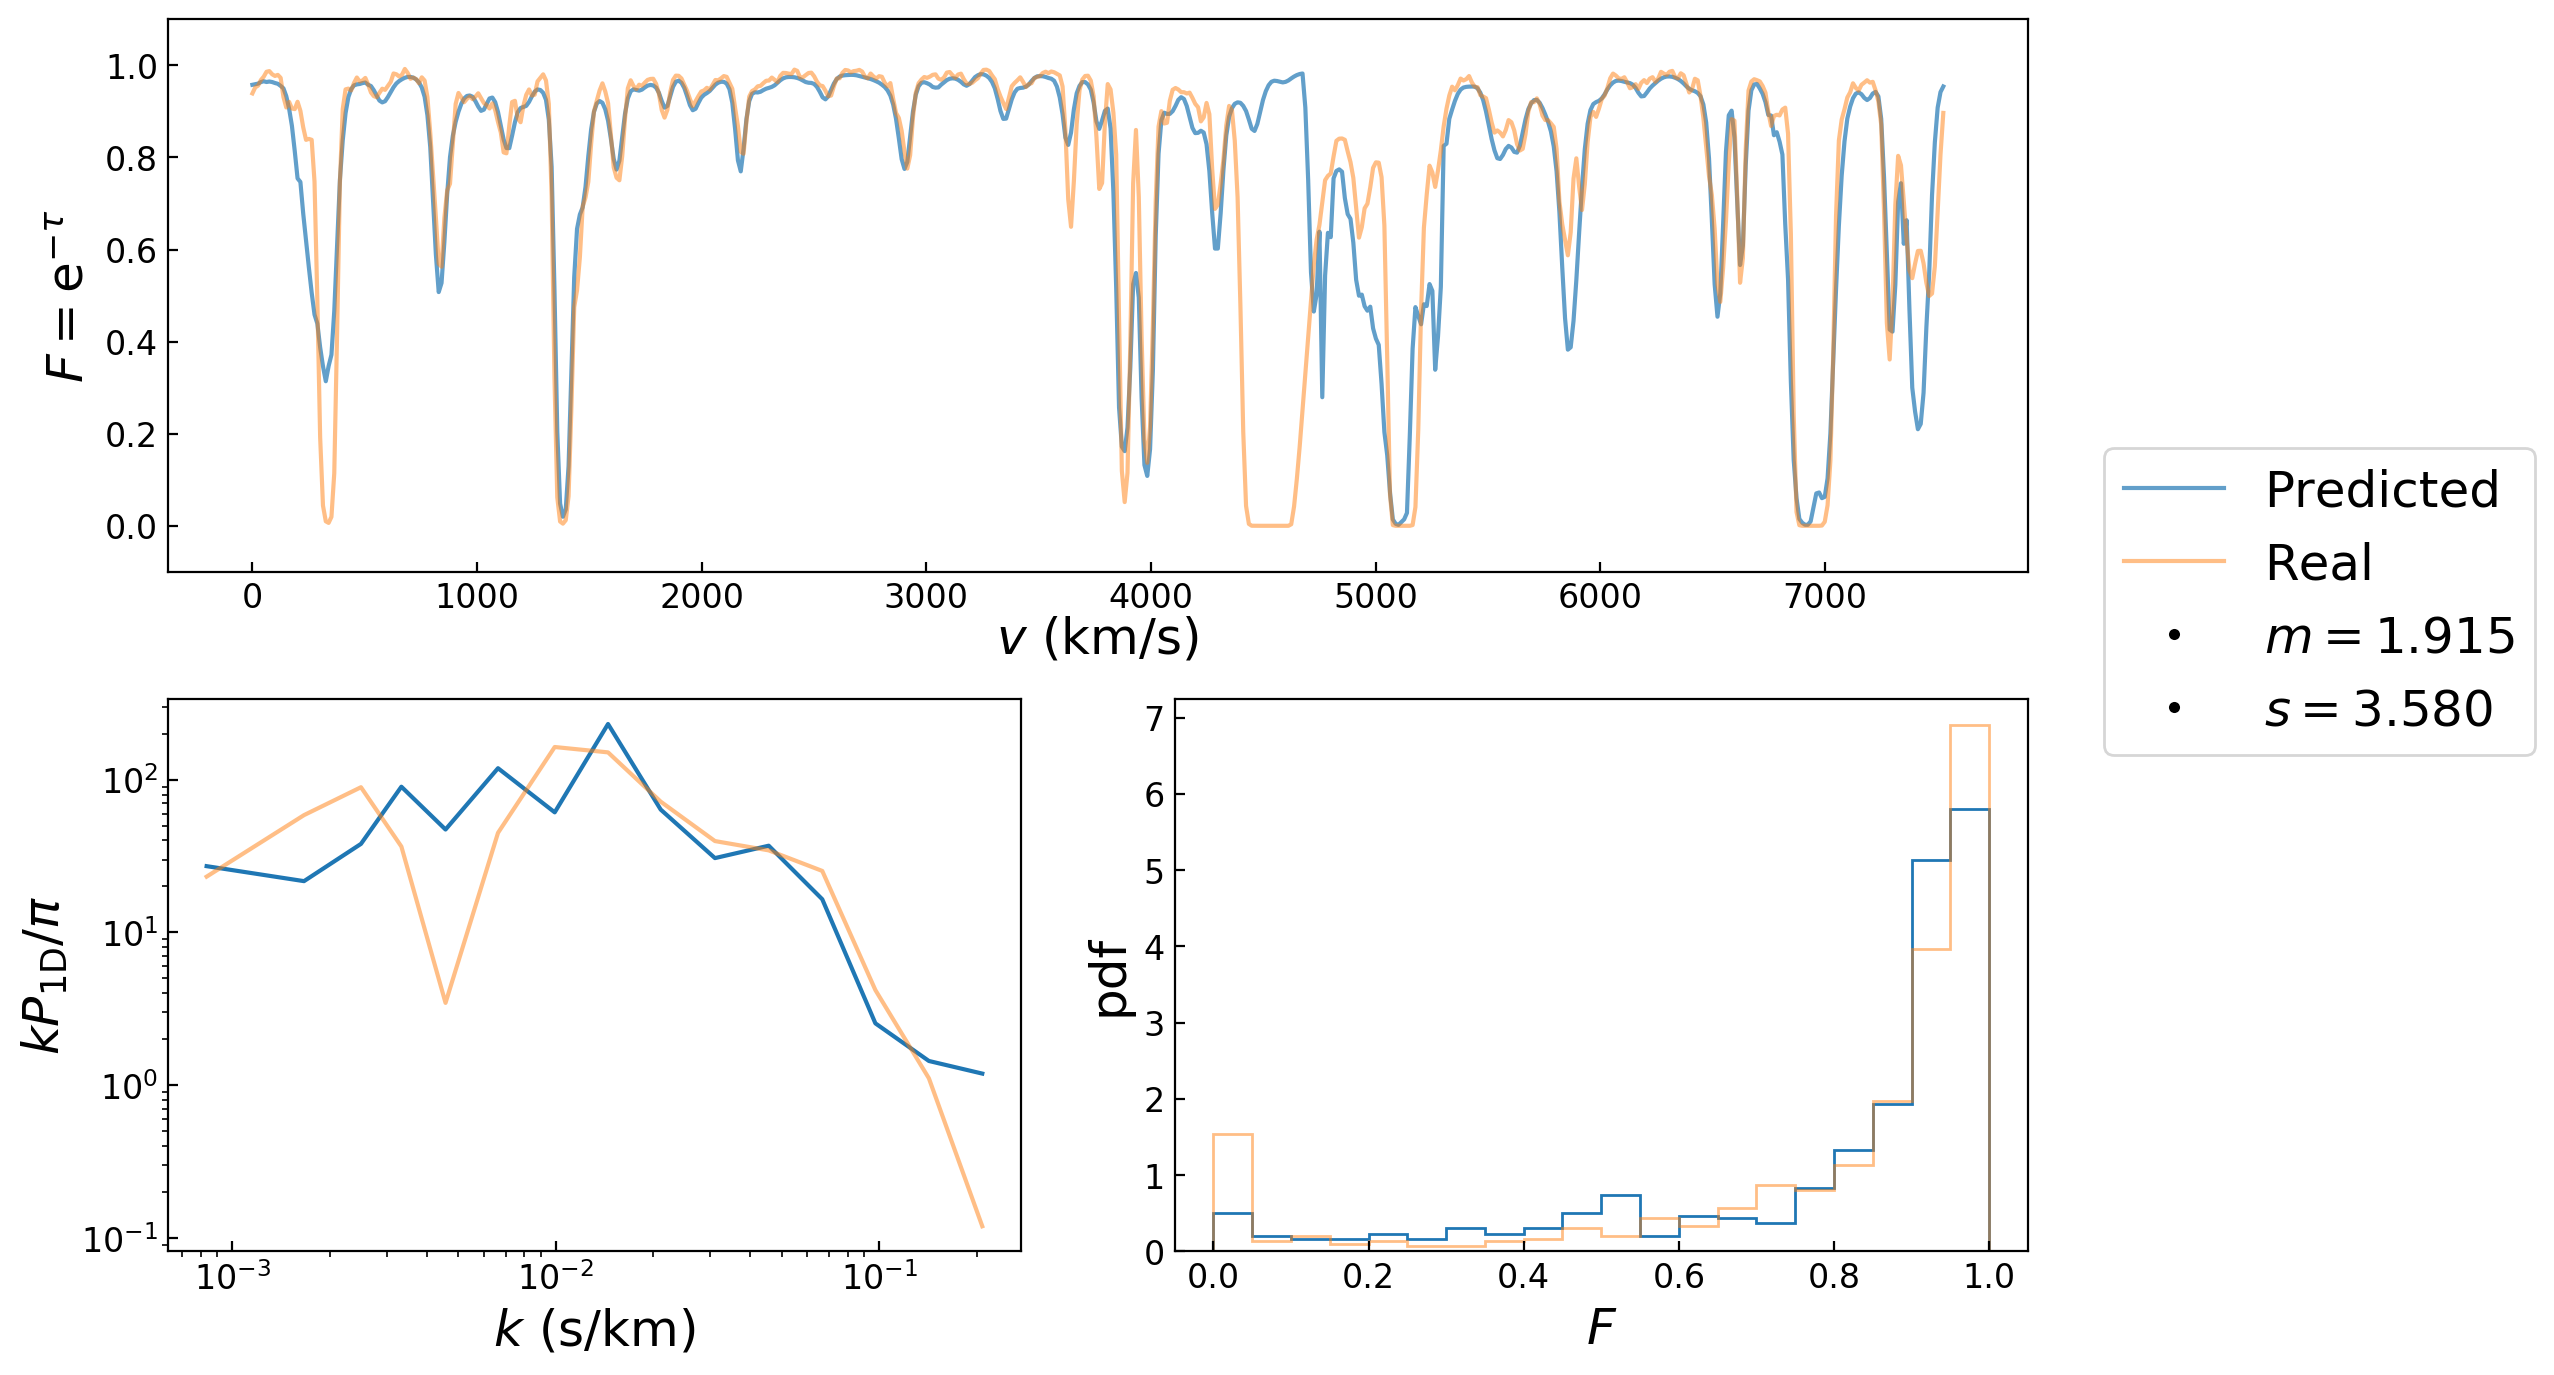 F = e^{−τ}
1.0
0.8
0.6
0.4
0.2
0.0
0 1000 2000 3000 4000 5000 6000 7000
v (km/s)
Predicted
Real
m = 1.915
s = 3.580
kP_{1D}/π
10^2
10^1
10^0
10^{−1}
10^{−3} 10^{−2} 10^{−1}
k (s/km)
pdf
7
6
5
4
3
2
1
0
0.0 0.2 0.4 0.6 0.8 1.0
F